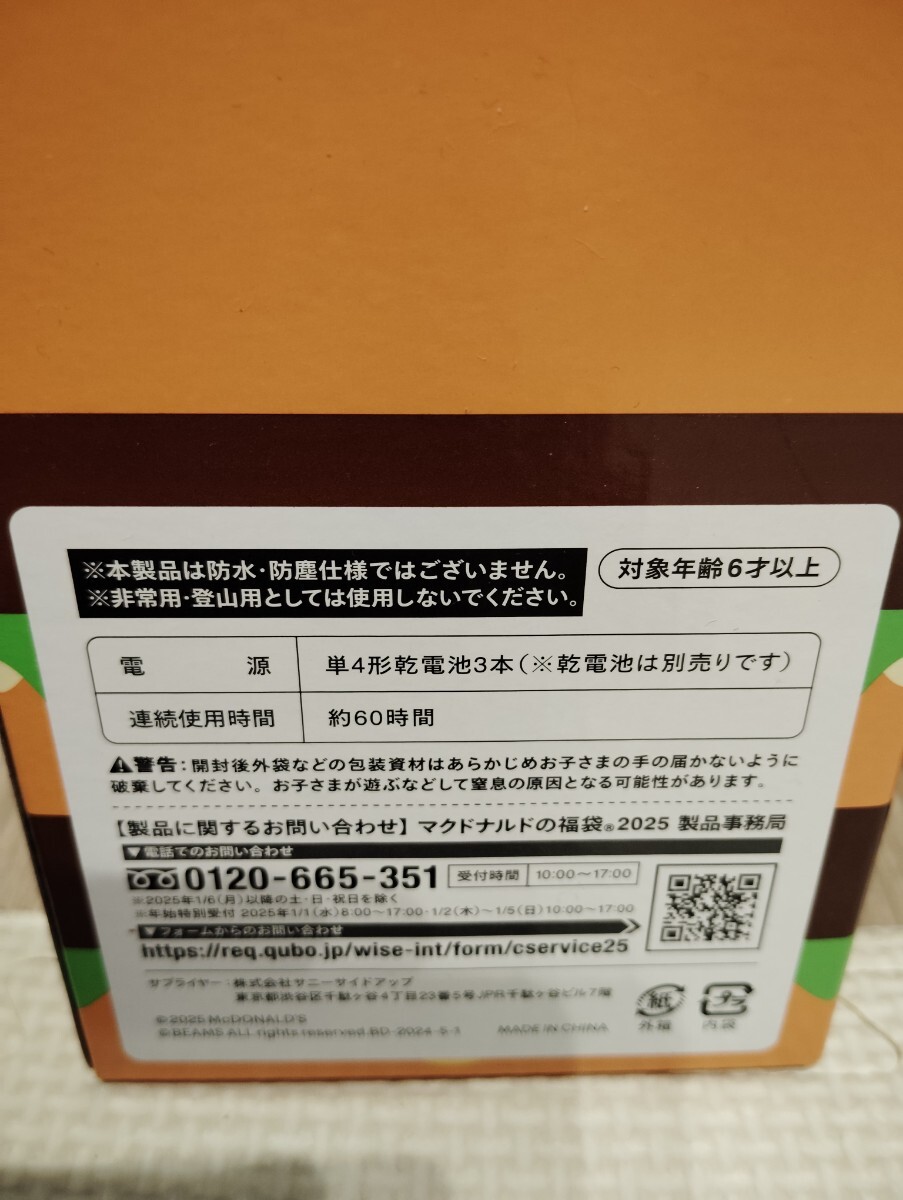 ※本製品は防水・防塵仕様ではございません。
※非常用・登山用としては使用しないでください。
対象年齢6才以上
電源 単4形乾電池3本(※乾電池は別売りです)
連続使用時間 約60時間
⚠警告:開封後外袋などの包装資材はあらかじめお子さまの手の届かないように
破棄してください。お子さまが遊ぶなどして窒息の原因となる可能性があります。
【製品に関するお問い合わせ】マクドナルドの福袋®2025 製品事務局
▼電話でのお問い合わせ
0120-665-351 受付時間 10:00〜17:00
※2025年1/6(月)以降の土・日・祝日を除く
※年始特別受付 2025年1/1(水)8:00〜17:00・1/2(木)〜1/5(日)10:00〜17:00
▼フォームからのお問い合わせ
https://req.qubo.jp/wise-int/form/cservice25
サプライヤー:株式会社サニーサイドアップ
東京都渋谷区千駄ヶ谷4丁目23番5号JPR千駄ヶ谷ビル7階
紙 プラ
外箱 内袋
©2025 McDONALD'S
©BEAMS ALL rights reserved.BD-2024-5-1 MADE IN CHINA